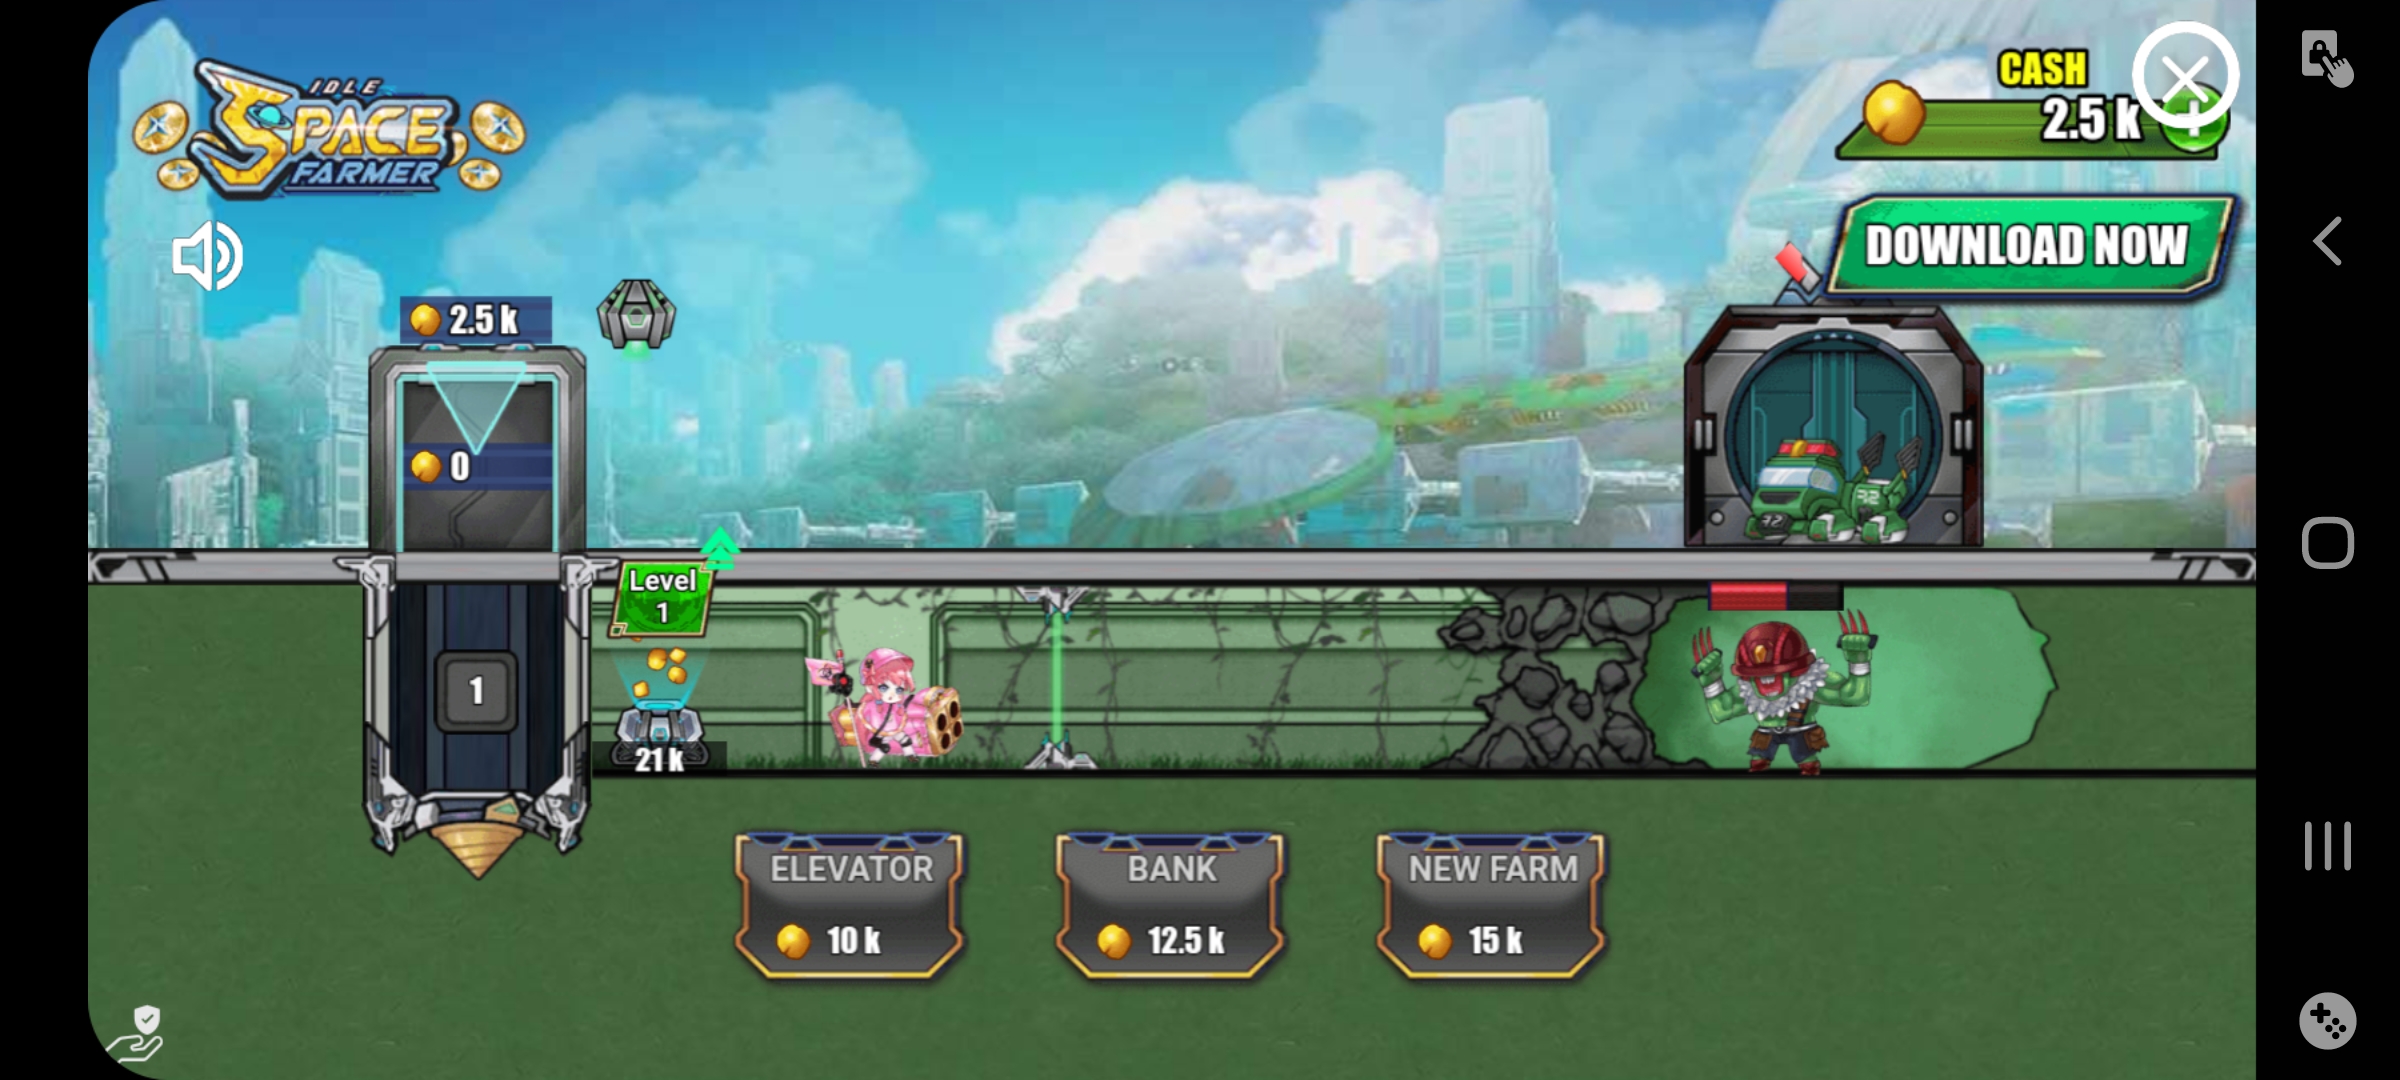 IDLE
SPACE
FARMER
CASH
2.5 k
DOWNLOAD NOW
2.5 k
0
Level
1
1
21 k
ELEVATOR
10 k
BANK
12.5 k
NEW FARM
15 k